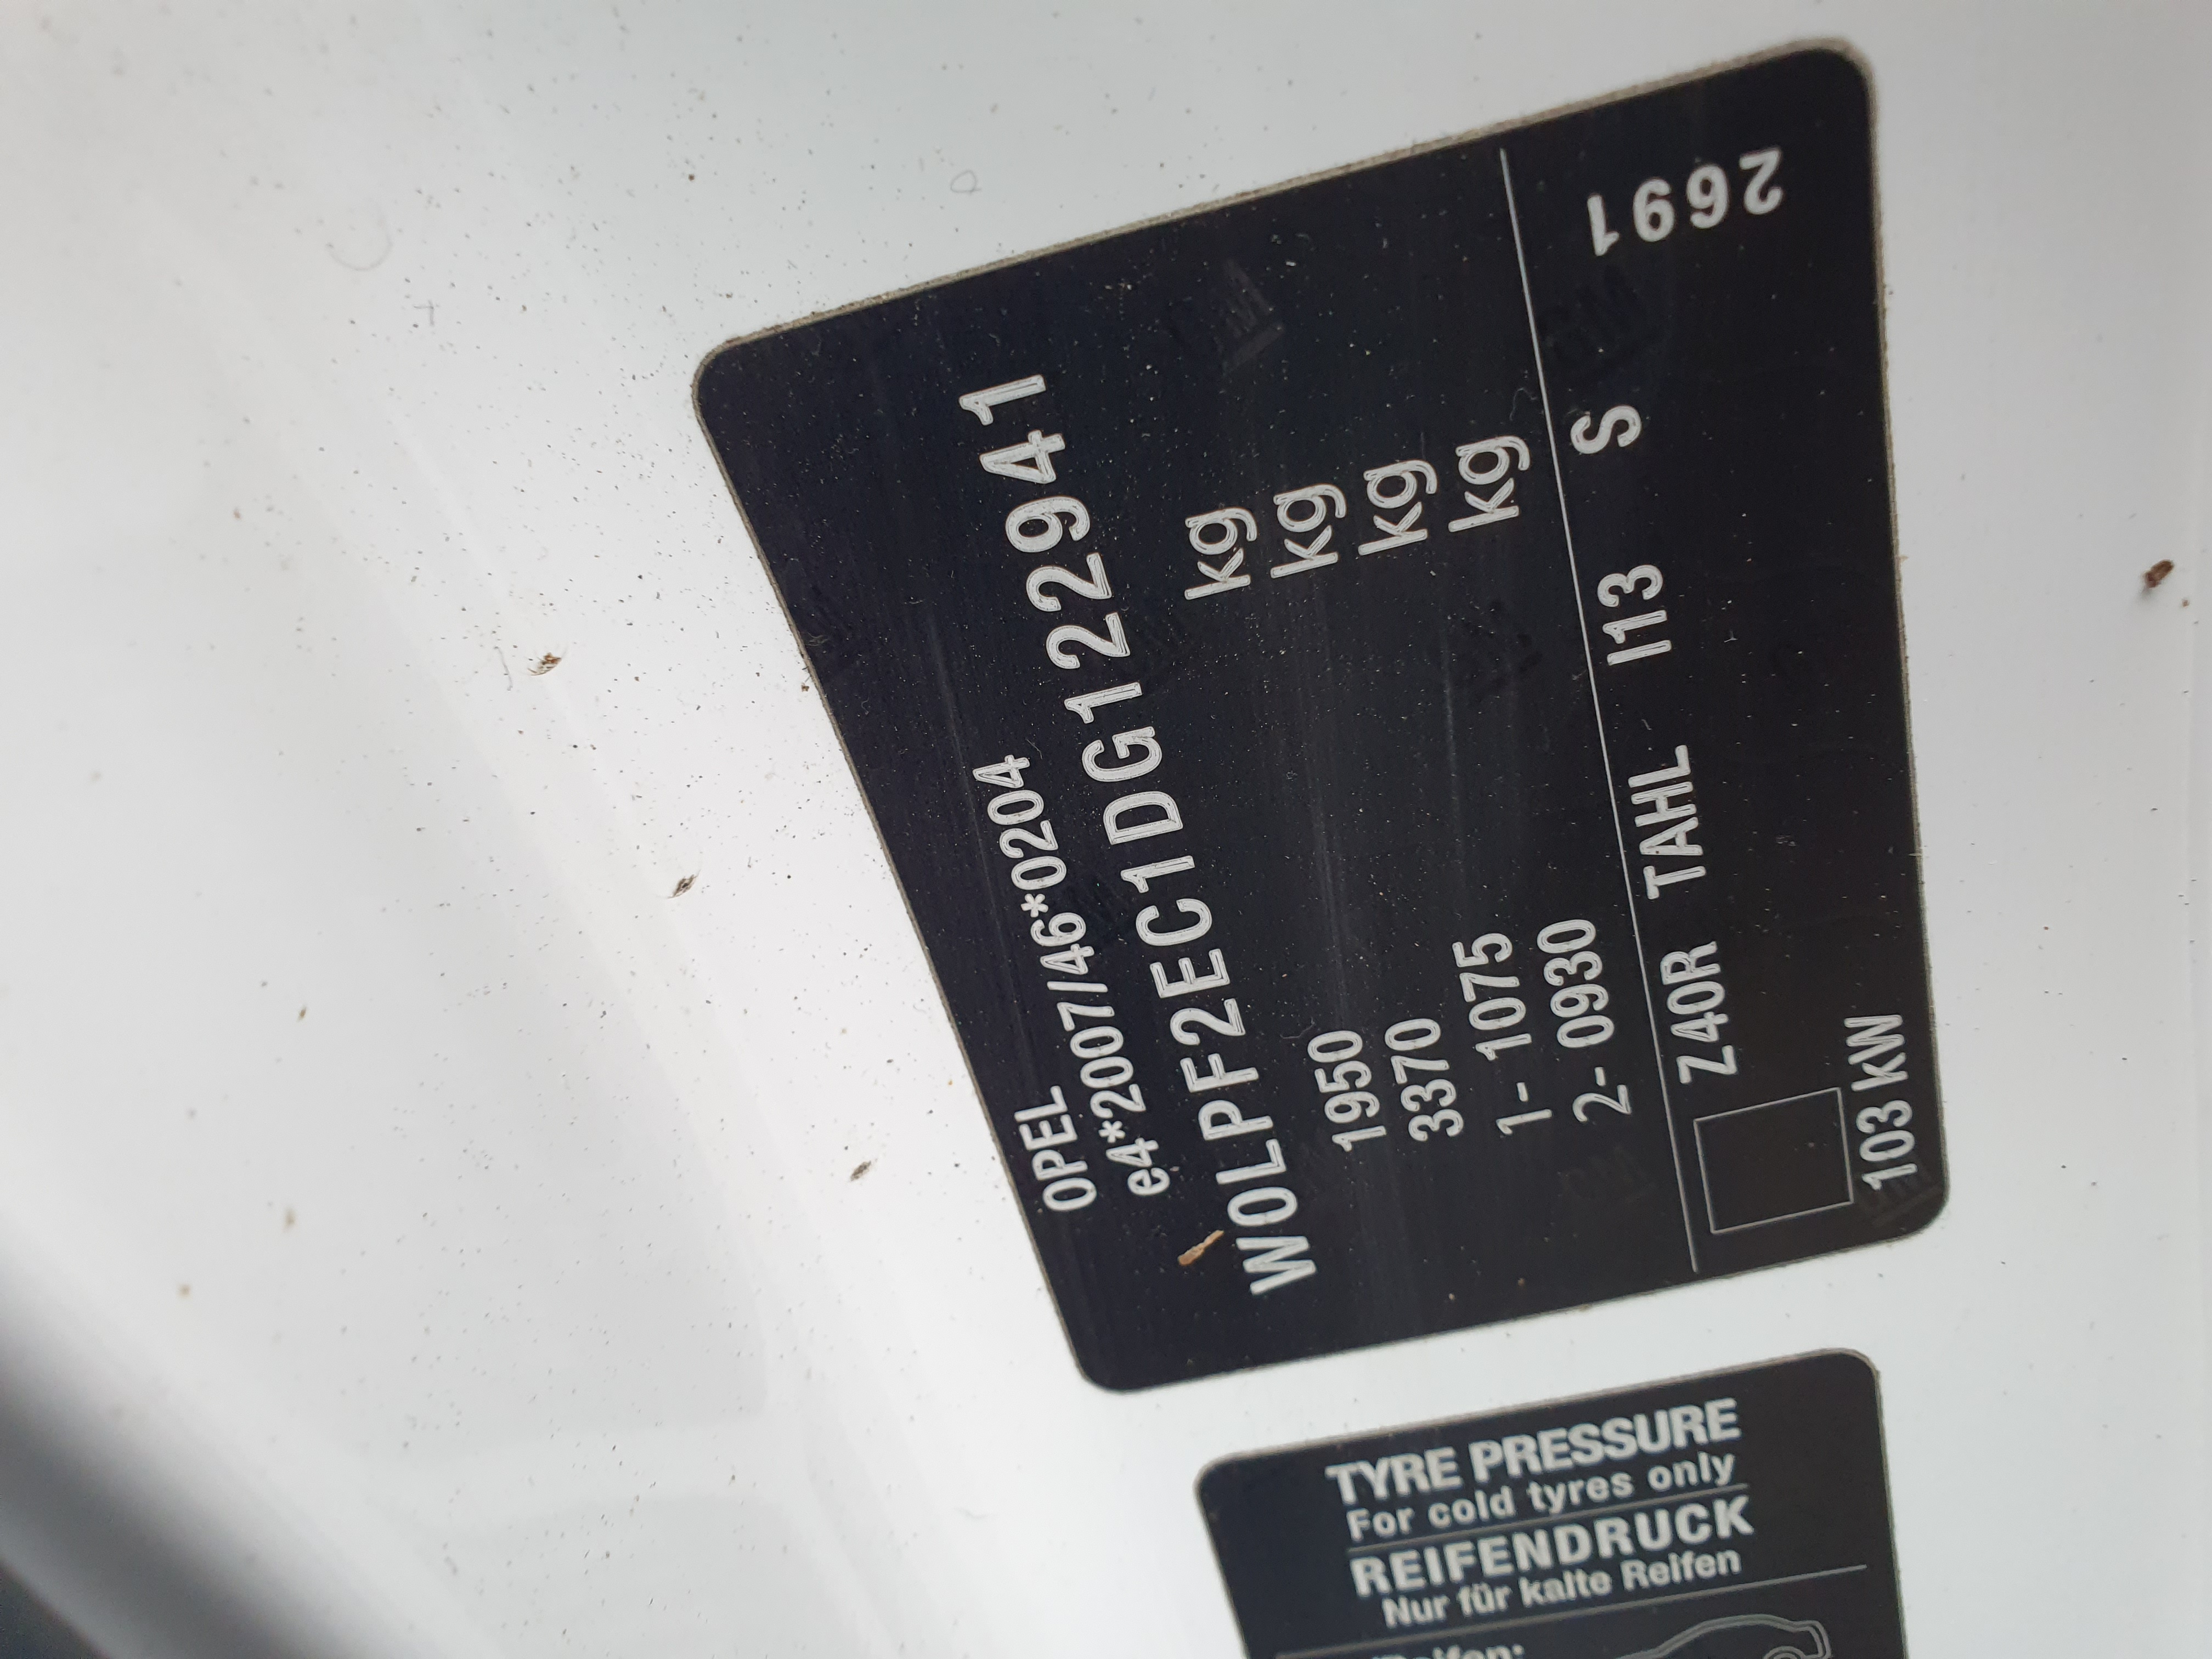 OPEL
e4*2007/46*0204
W0LPF2EC1DG122941
1950 kg
3370 kg
1- 1075 kg
2- 0930 kg
Z40R TAHL I13 S
103 KW
2691
TYRE PRESSURE
For cold tyres only
REIFENDRUCK
Nur für kalte Reifen